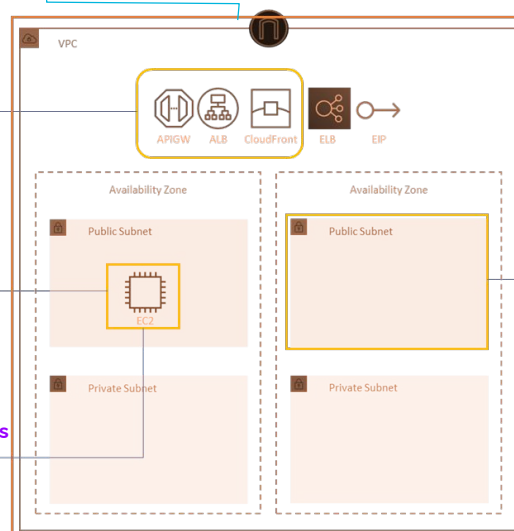 VPC
APIGW ALB CloudFront ELB EIP
Availability Zone Availability Zone
Public Subnet Public Subnet
EC2
Private Subnet Private Subnet
s